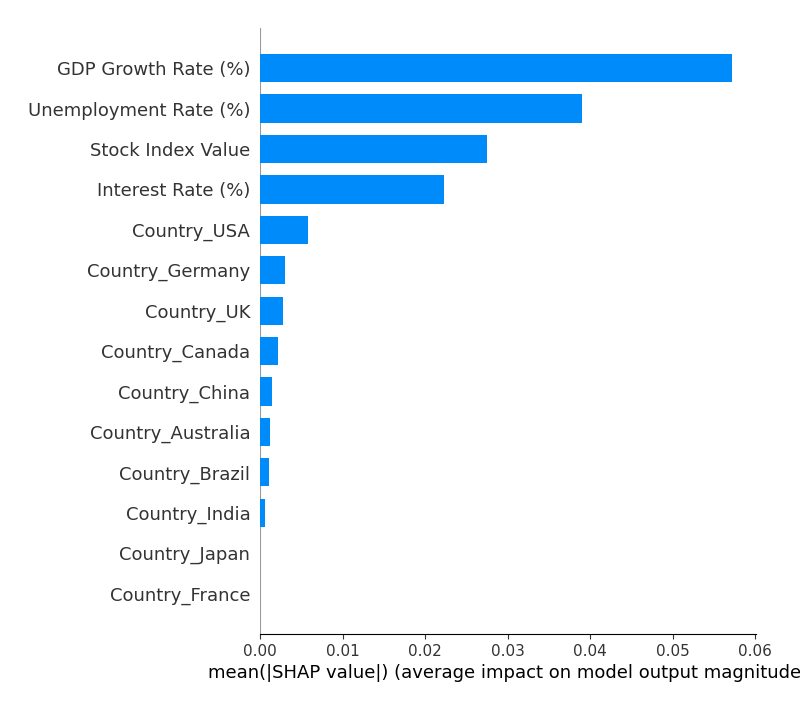 GDP Growth Rate (%)
Unemployment Rate (%)
Stock Index Value
Interest Rate (%)
Country_USA
Country_Germany
Country_UK
Country_Canada
Country_China
Country_Australia
Country_Brazil
Country_India
Country_Japan
Country_France
0.00 0.01 0.02 0.03 0.04 0.05 0.06
mean(|SHAP value|) (average impact on model output magnitude